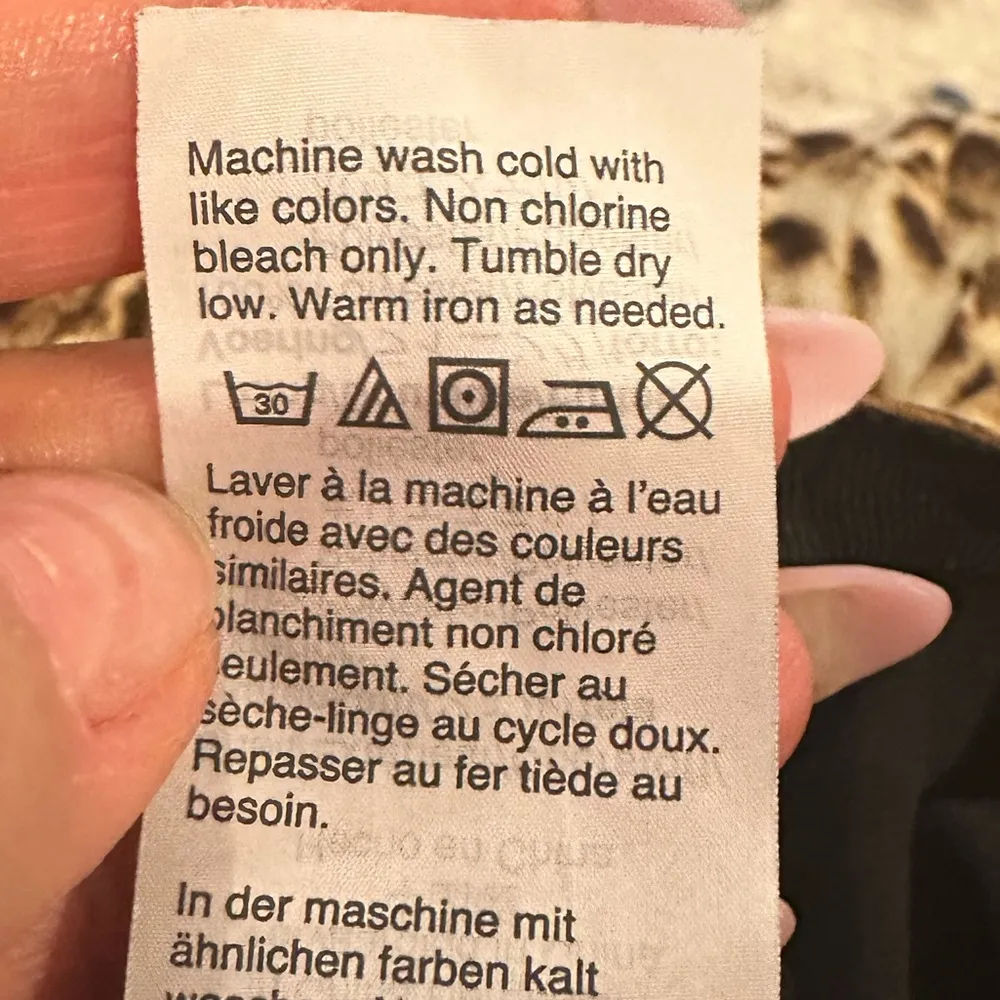 Machine wash cold with
like colors. Non chlorine
bleach only. Tumble dry
low. Warm iron as needed.
30
Laver à la machine à l'eau
froide avec des couleurs
similaires. Agent de
blanchiment non chloré
seulement. Sécher au
sèche-linge au cycle doux.
Repasser au fer tiède au
besoin.
In der maschine mit
ähnlichen farben kalt